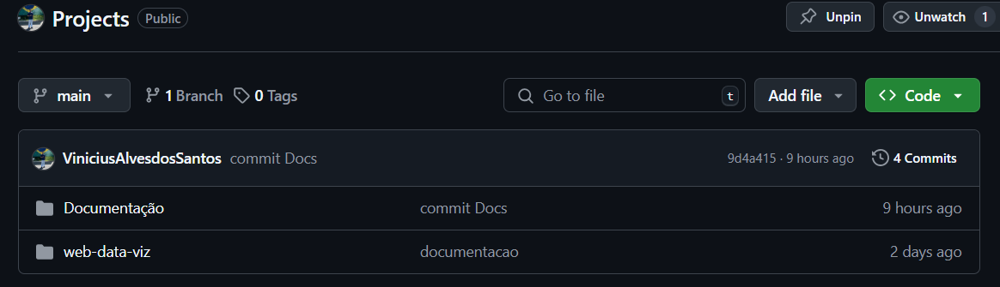 Projects Public Unpin Unwatch 1
main 1 Branch 0 Tags Go to file t Add file Code
ViniciusAlvesdosSantos commit Docs 9d4a415 · 9 hours ago 4 Commits
Documentação commit Docs 9 hours ago
web-data-viz documentacao 2 days ago